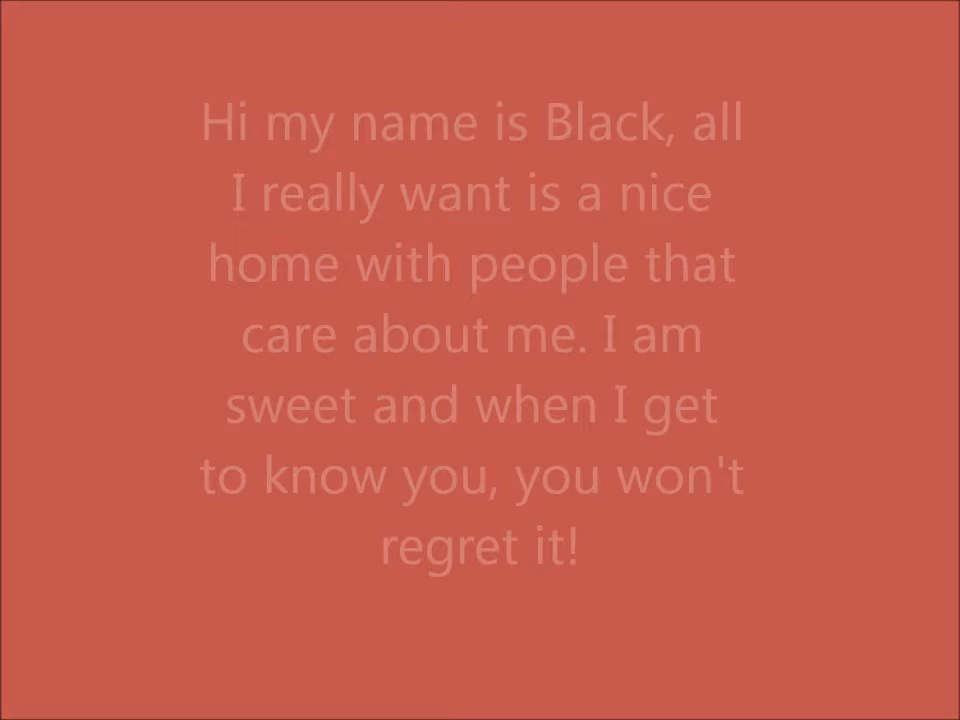 Hi my name is Black, all
I really want is a nice
home with people that
care about me. I am
sweet and when I get
to know you, you won't
regret it!